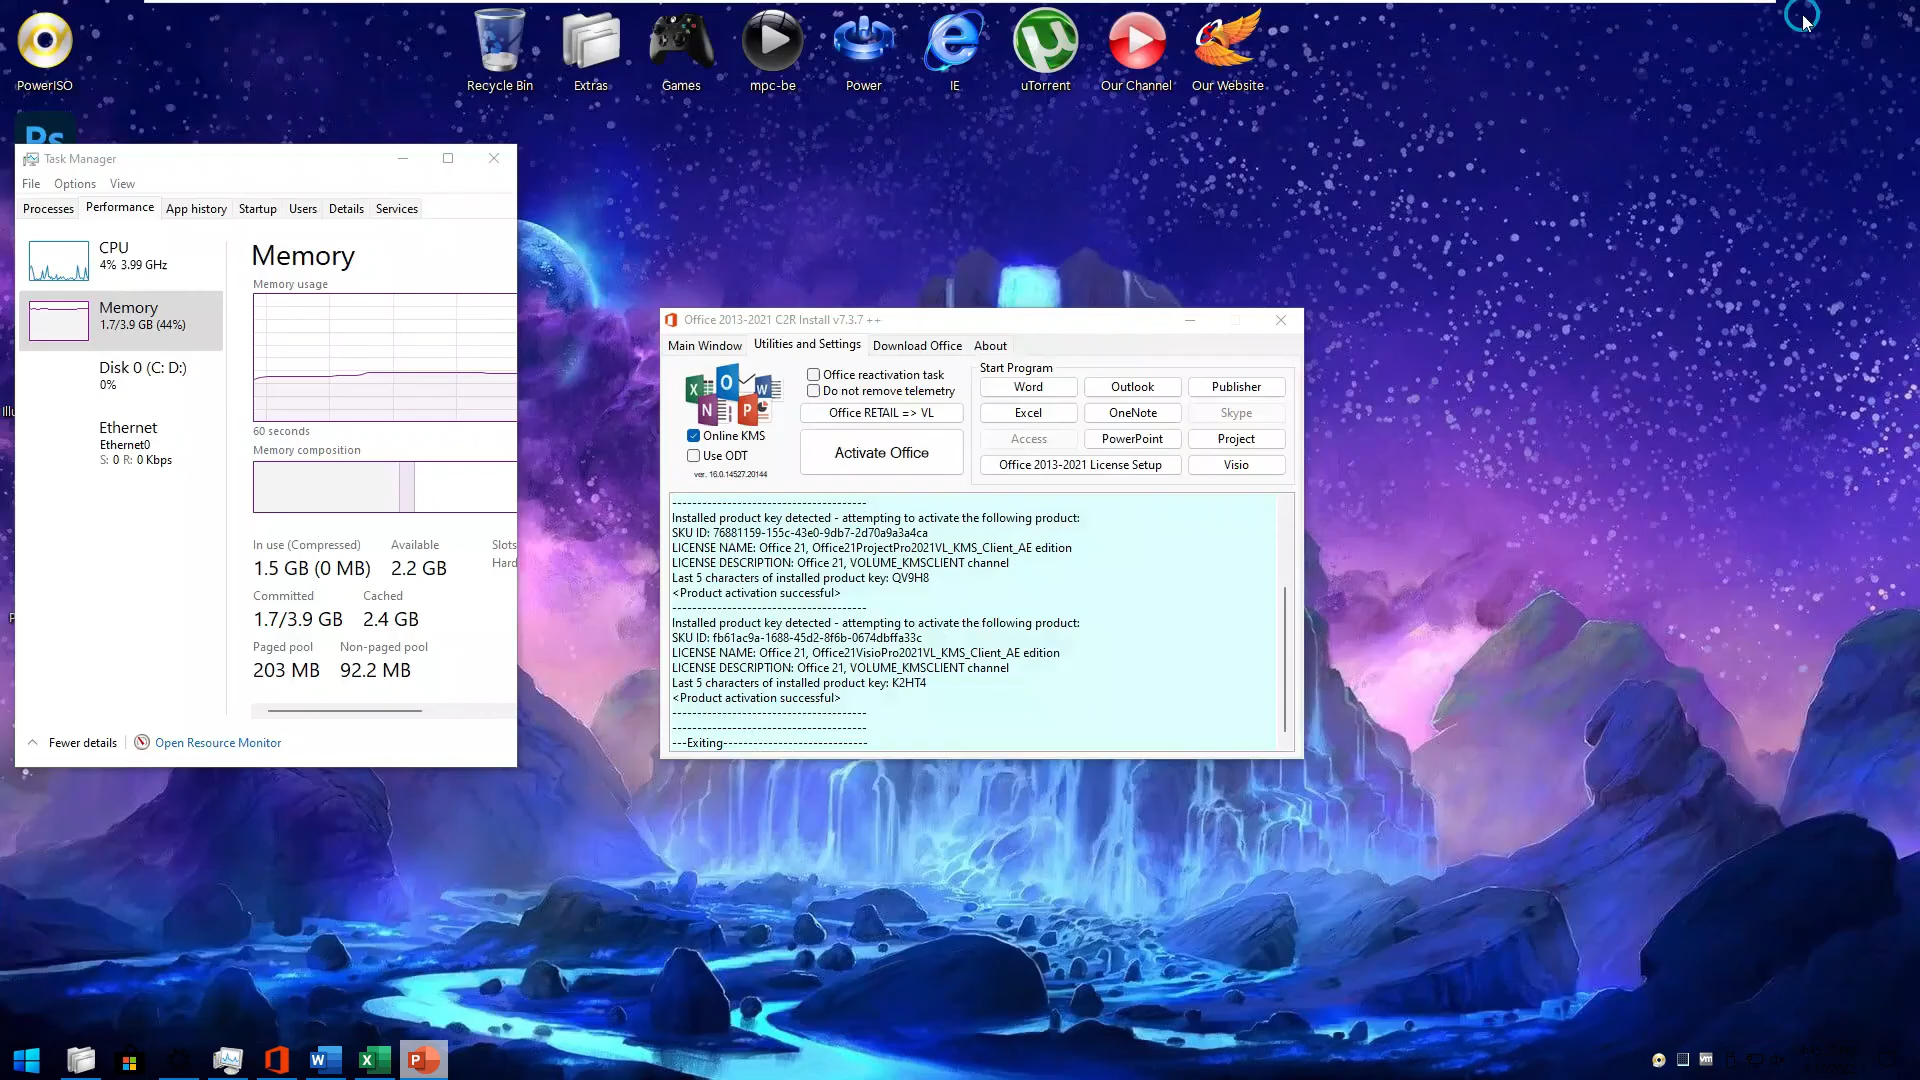 PowerISO
Recycle Bin
Extras
Games
mpc-be
Power
IE
uTorrent
Our Channel
Our Website
Ps
Task Manager
File Options View
Processes Performance App history Startup Users Details Services
CPU
4% 3.99 GHz
Memory
1.7/3.9 GB (44%)
Disk 0 (C: D:)
0%
Ethernet
Ethernet0
S: 0 R: 0 Kbps
Memory
Memory usage
60 seconds
Memory composition
In use (Compressed) Available Slots
1.5 GB (0 MB) 2.2 GB Hard
Committed Cached
1.7/3.9 GB 2.4 GB
Paged pool Non-paged pool
203 MB 92.2 MB
Fewer details Open Resource Monitor
Office 2013-2021 C2R Install v7.3.7 ++
Main Window Utilities and Settings Download Office About
Office reactivation task
Do not remove telemetry
Office RETAIL => VL
Online KMS
Use ODT
ver. 16.0.14527.20144
Activate Office
Start Program
Word Outlook Publisher
Excel OneNote Skype
Access PowerPoint Project
Office 2013-2021 License Setup Visio
---------------------------------------
Installed product key detected - attempting to activate the following product:
SKU ID: 76881159-155c-43e0-9db7-2d70a9a3a4ca
LICENSE NAME: Office 21, Office21ProjectPro2021VL_KMS_Client_AE edition
LICENSE DESCRIPTION: Office 21, VOLUME_KMSCLIENT channel
Last 5 characters of installed product key: QV9H8
<Product activation successful>
---------------------------------------
Installed product key detected - attempting to activate the following product:
SKU ID: fb61ac9a-1688-45d2-8f6b-0674dbffa33c
LICENSE NAME: Office 21, Office21VisioPro2021VL_KMS_Client_AE edition
LICENSE DESCRIPTION: Office 21, VOLUME_KMSCLIENT channel
Last 5 characters of installed product key: K2HT4
<Product activation successful>
---------------------------------------
---------------------------------------
---Exiting-----------------------------